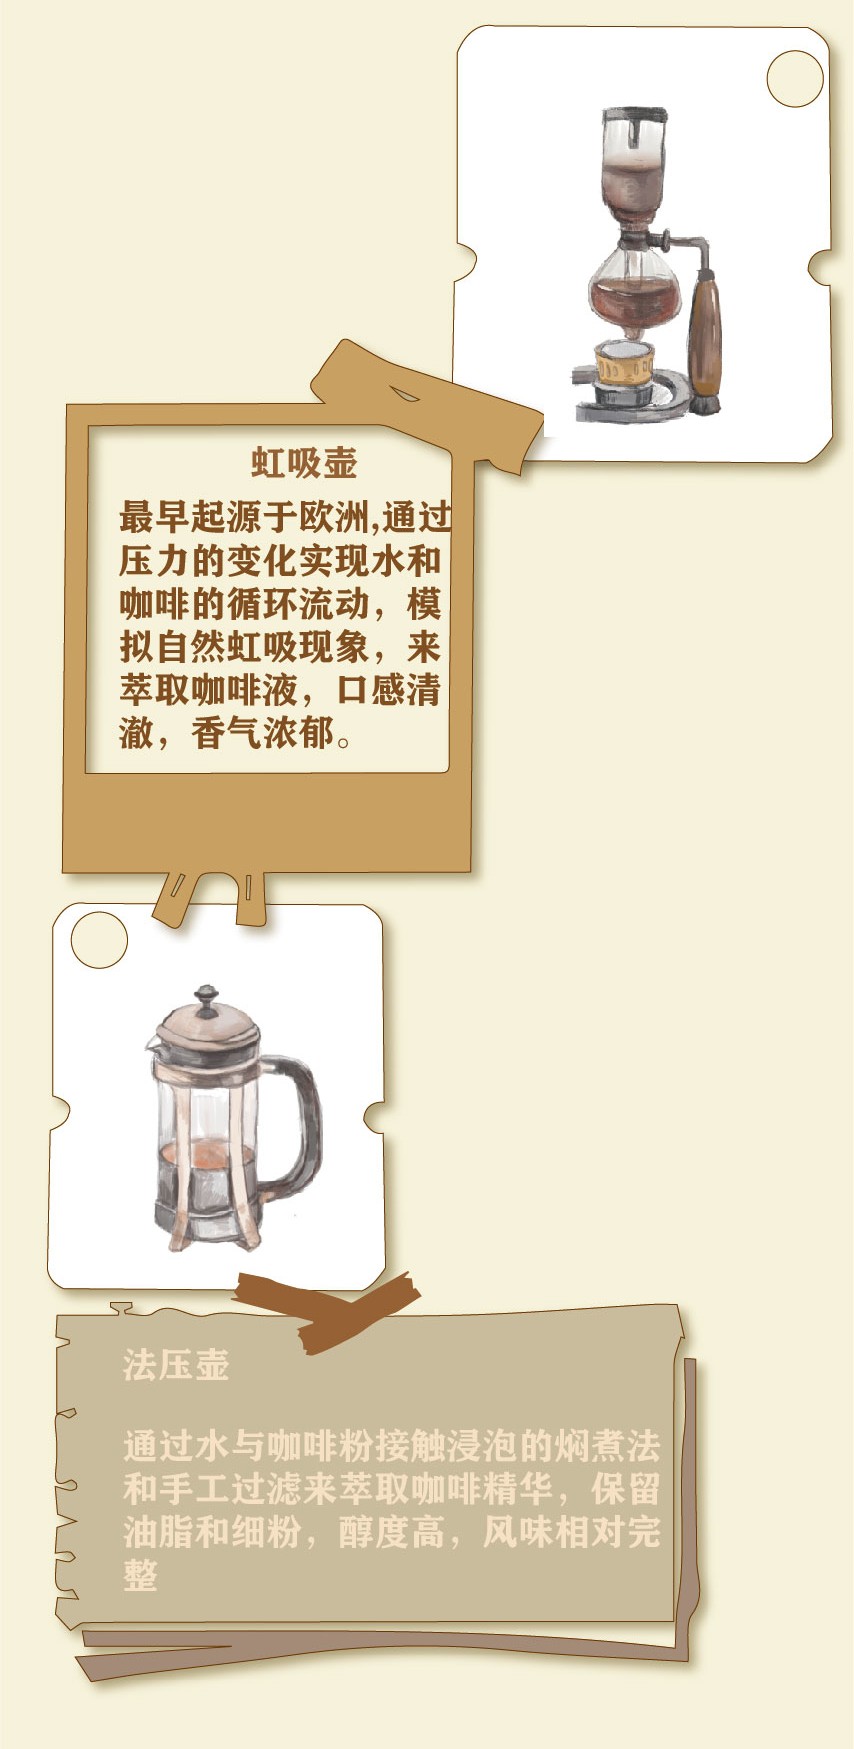 虹吸壶
最早起源于欧洲,通过
压力的变化实现水和
咖啡的循环流动，模
拟自然虹吸现象，来
萃取咖啡液，口感清
澈，香气浓郁。
法压壶
通过水与咖啡粉接触浸泡的焖煮法
和手工过滤来萃取咖啡精华，保留
油脂和细粉，醇度高，风味相对完
整